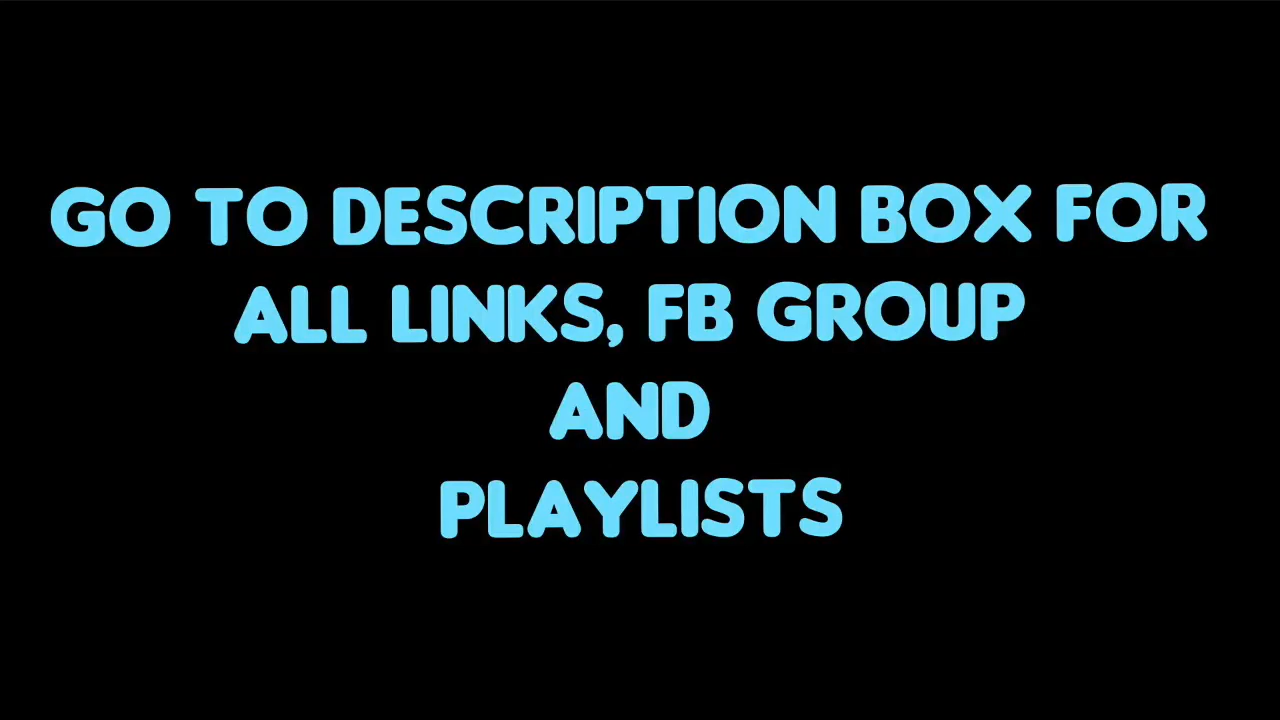 GO TO DESCRIPTION BOX FOR
ALL LINKS, FB GROUP
AND
PLAYLISTS